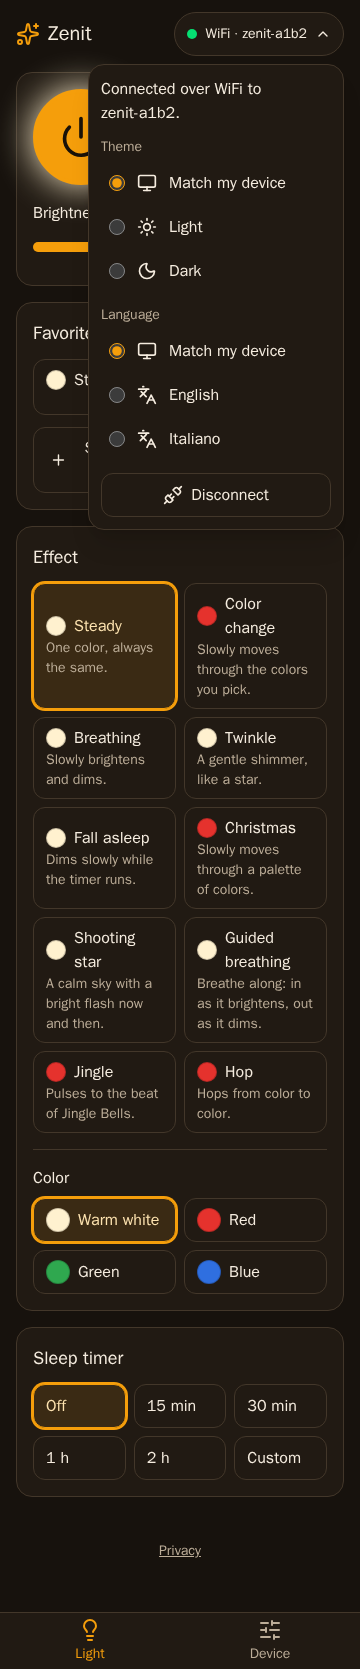 Zenit
WiFi · zenit-a1b2
Connected over WiFi to
zenit-a1b2.
Theme
Match my device
Light
Dark
Language
Match my device
English
Italiano
Disconnect
Effect
Steady
One color, always
the same.
Color
change
Slowly moves
through the colors
you pick.
Breathing
Slowly brightens
and dims.
Twinkle
A gentle shimmer,
like a star.
Fall asleep
Dims slowly while
the timer runs.
Christmas
Slowly moves
through a palette
of colors.
Shooting
star
A calm sky with a
bright flash now
and then.
Guided
breathing
Breathe along: in
as it brightens, out
as it dims.
Jingle
Pulses to the beat
of Jingle Bells.
Hop
Hops from color to
color.
Color
Warm white
Red
Green
Blue
Sleep timer
Off
15 min
30 min
1 h
2 h
Custom
Privacy
Light
Device